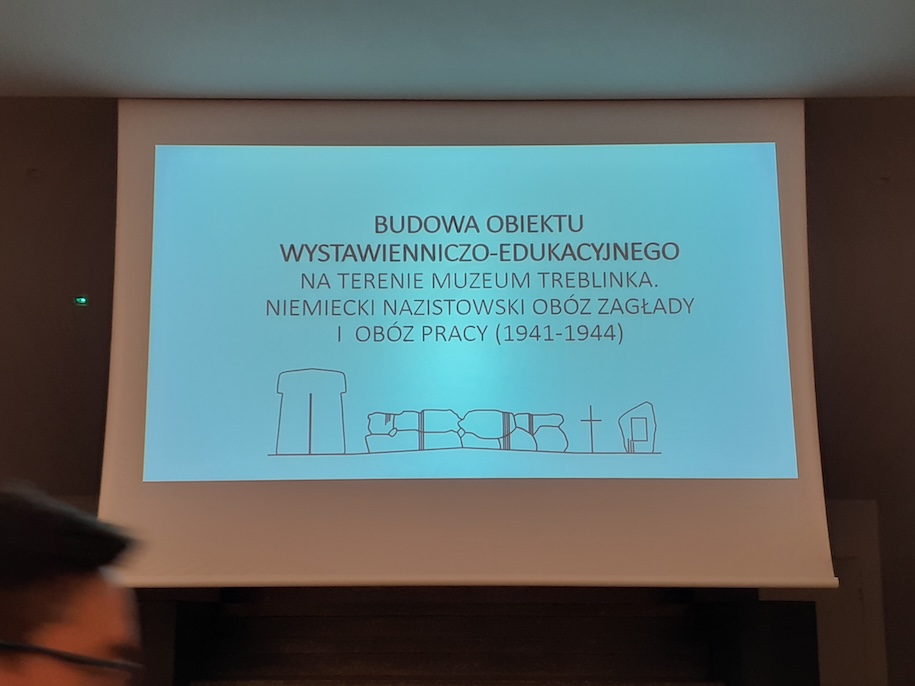 BUDOWA OBIEKTU
WYSTAWIENNICZO-EDUKACYJNEGO
NA TERENIE MUZEUM TREBLINKA.
NIEMIECKI NAZISTOWSKI OBÓZ ZAGŁADY
I OBÓZ PRACY (1941-1944)